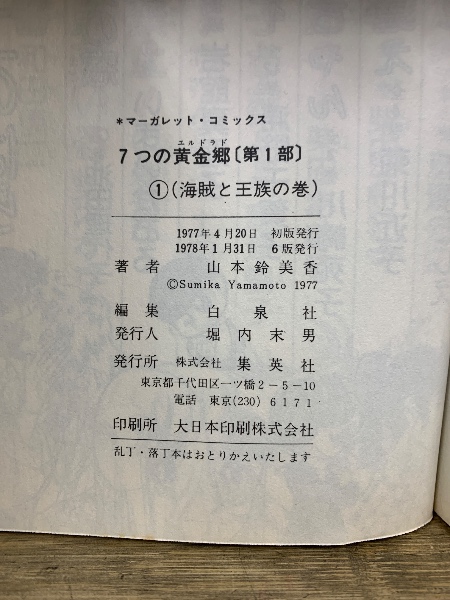 *マーガレット・コミックス
エルドラド
7つの黄金郷〔第1部〕
①(海賊と王族の巻)
1977年4月20日 初版発行
1978年1月31日 6版発行
著者 山本鈴美香
©Sumika Yamamoto 1977
編集 白泉社
発行人 堀内末男
発行所 株式会社 集英社
東京都千代田区一ツ橋2-5-10
電話 東京(230) 6171
印刷所 大日本印刷株式会社
乱丁・落丁本はおとりかえいたします